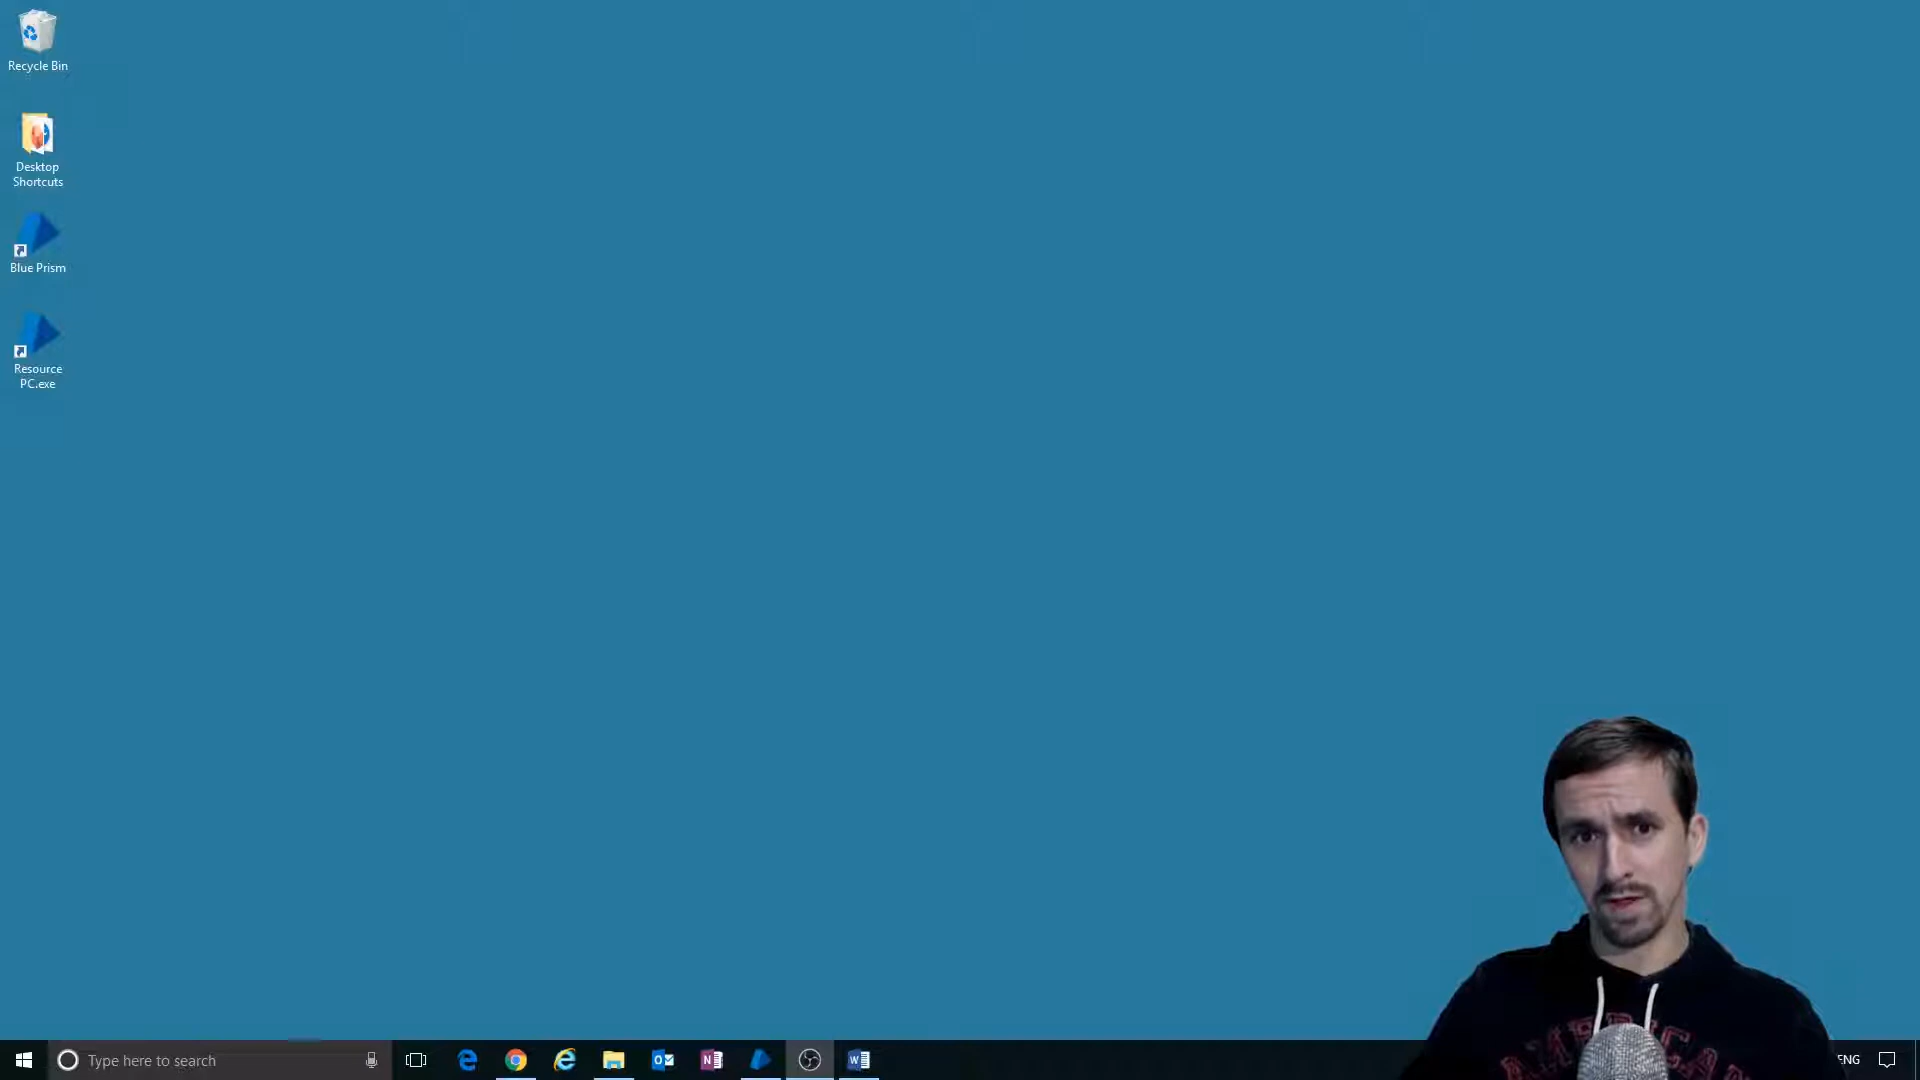 Recycle Bin
Desktop
Shortcuts
Blue Prism
Resource
PC.exe
Type here to search
ENG